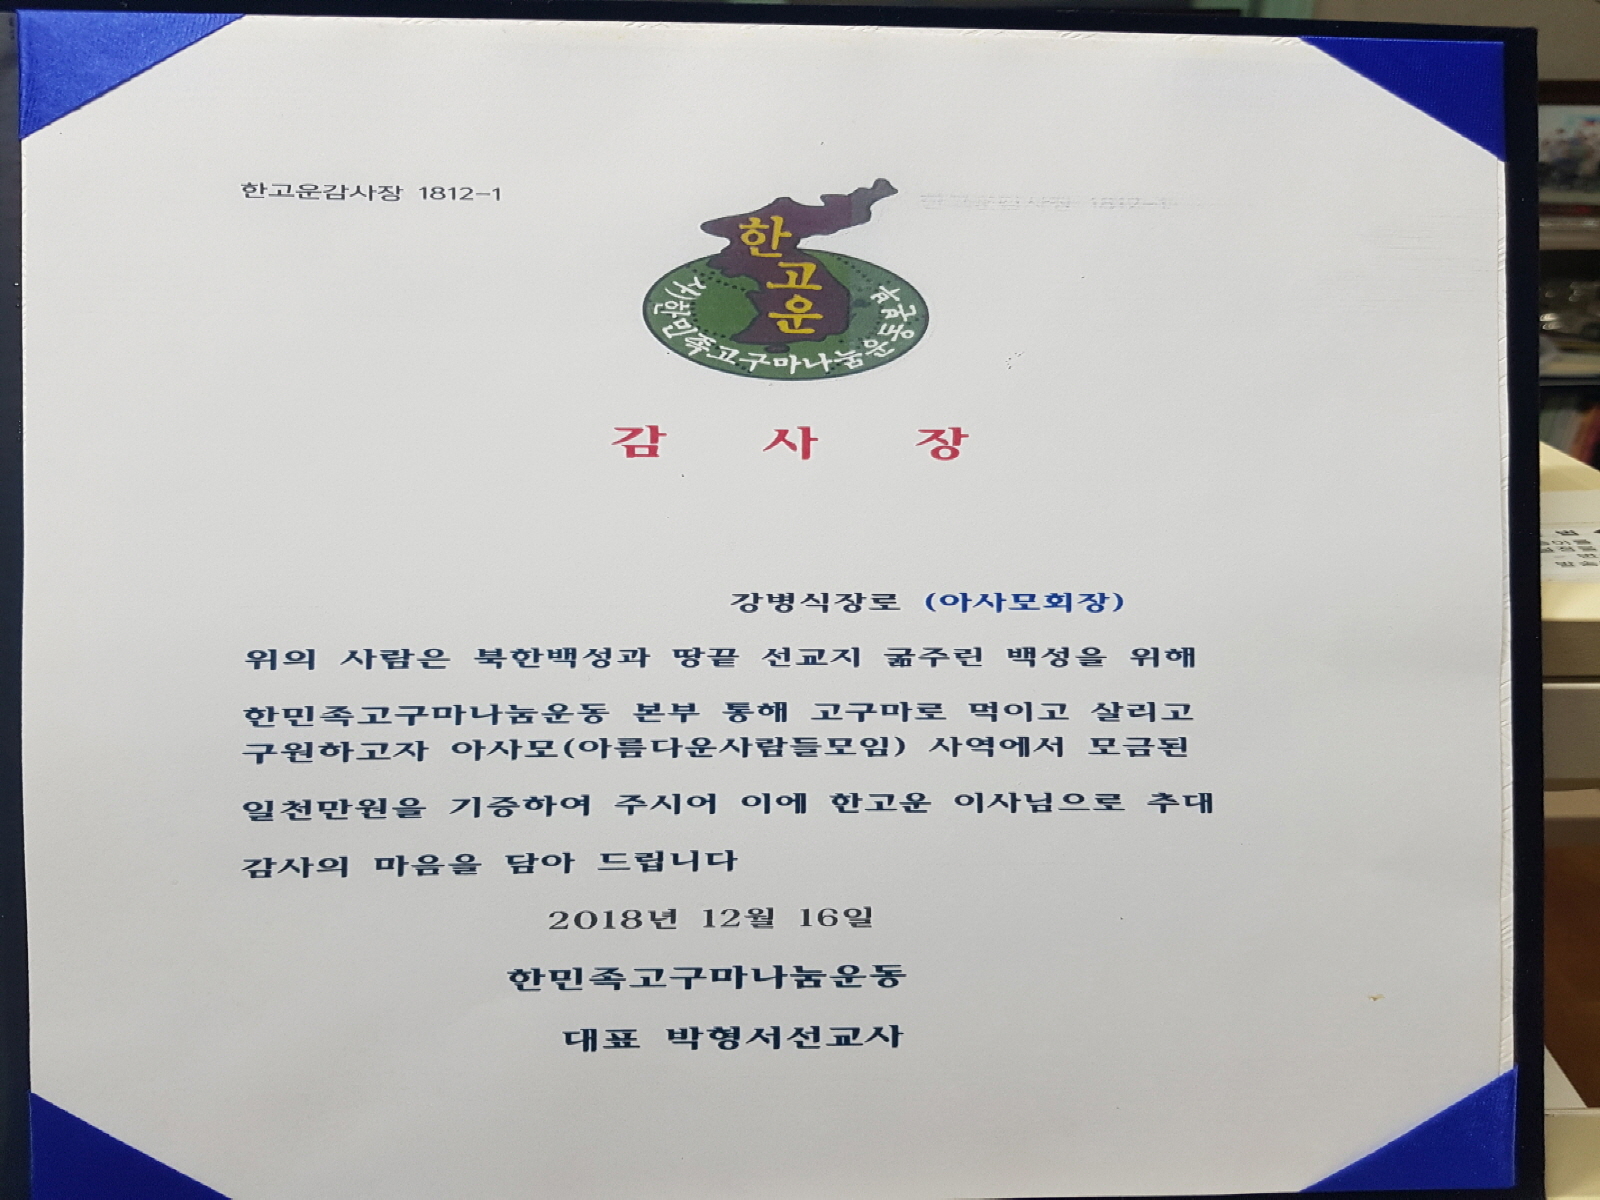 한고운감사장 1812-1
한
고
운
사)한민족고구마나눔운동
감 사 장
강병식장로 (아사모회장)
위의 사람은 북한백성과 땅끝 선교지 굶주린 백성을 위해
한민족고구마나눔운동 본부 통해 고구마로 먹이고 살리고
구원하고자 아사모(아름다운사람들모임) 사역에서 모금된
일천만원을 기증하여 주시어 이에 한고운 이사님으로 추대
감사의 마음을 담아 드립니다
2018년 12월 16일
한민족고구마나눔운동
대표 박형서선교사